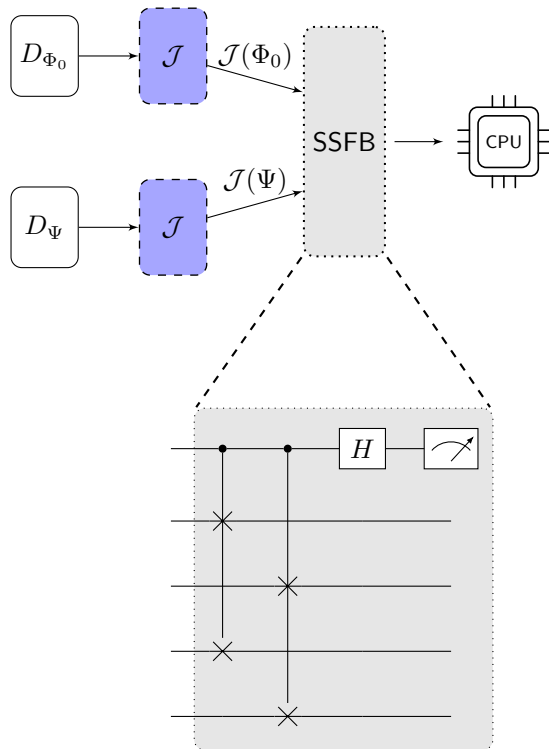 D_{Φ_0}
𝒥
𝒥(Φ_0)
SSFB
CPU
D_Ψ
𝒥
𝒥(Ψ)
H